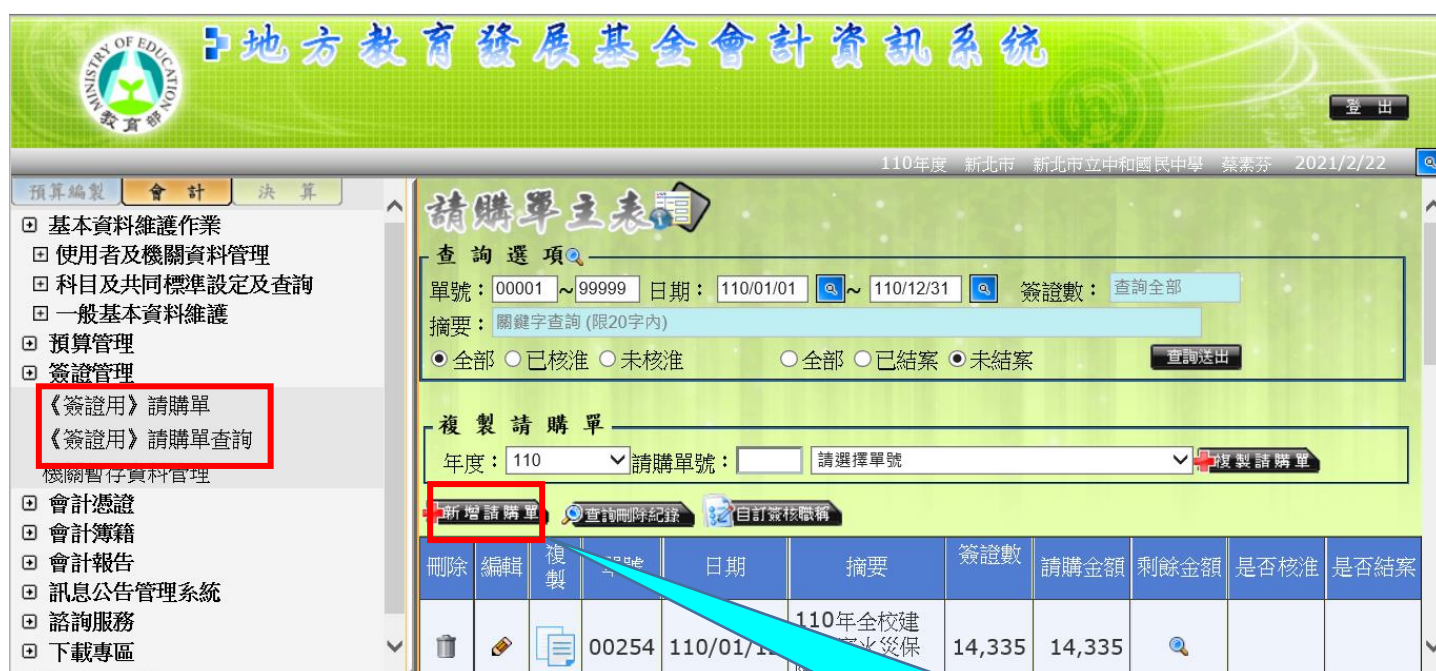 MINISTRY OF EDUCATION
教育部
地方教育發展基金會計資訊系統
登 出
110年度 新北市 新北市立中和國民中學 蔡素芬 2021/2/22
預算編製 會 計 決 算
基本資料維護作業
使用者及機關資料管理
科目及共同標準設定及查詢
一般基本資料維護
預算管理
簽證管理
《簽證用》請購單
《簽證用》請購單查詢
機關暫存資料管理
會計憑證
會計簿籍
會計報告
訊息公告管理系統
諮詢服務
下載專區
請購單主表
查 詢 選 項
單號：00001 ~ 99999 日期： 110/01/01 ~ 110/12/31 簽證數： 查詢全部
摘要：關鍵字查詢 (限20字內)
全部 已核准 未核准 全部 已結案 未結案 查詢送出
複 製 請 購 單
年度：110 請購單號： 請選擇單號 複製請購單
新增請購單 查詢刪除紀錄 自訂簽核職稱
刪除 編輯 複製 日期 摘要 簽證數 請購金額 剩餘金額 是否核准 是否結案
00254 110/01/1 110年全校建 火災保 14,335 14,335